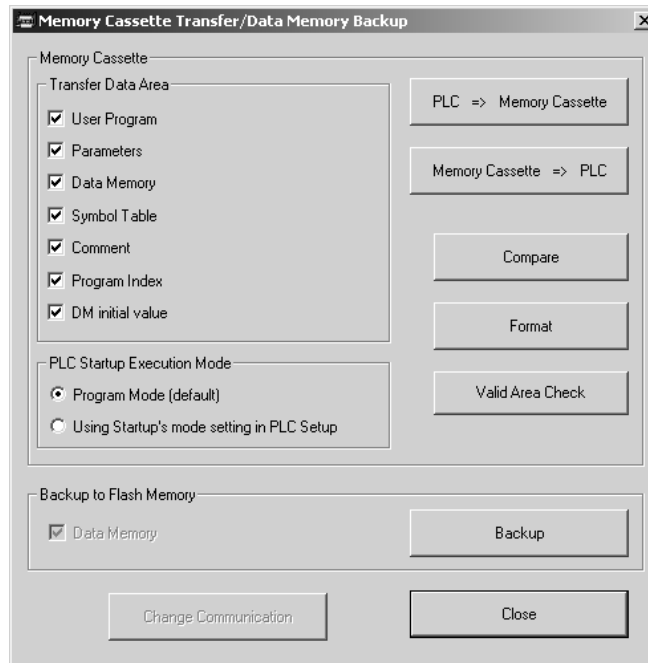 Memory Cassette Transfer/Data Memory Backup
Memory Cassette
Transfer Data Area
User Program
Parameters
Data Memory
Symbol Table
Comment
Program Index
DM initial value
PLC => Memory Cassette
Memory Cassette => PLC
Compare
Format
Valid Area Check
PLC Startup Execution Mode
Program Mode (default)
Using Startup's mode setting in PLC Setup
Backup to Flash Memory
Data Memory
Backup
Change Communication
Close